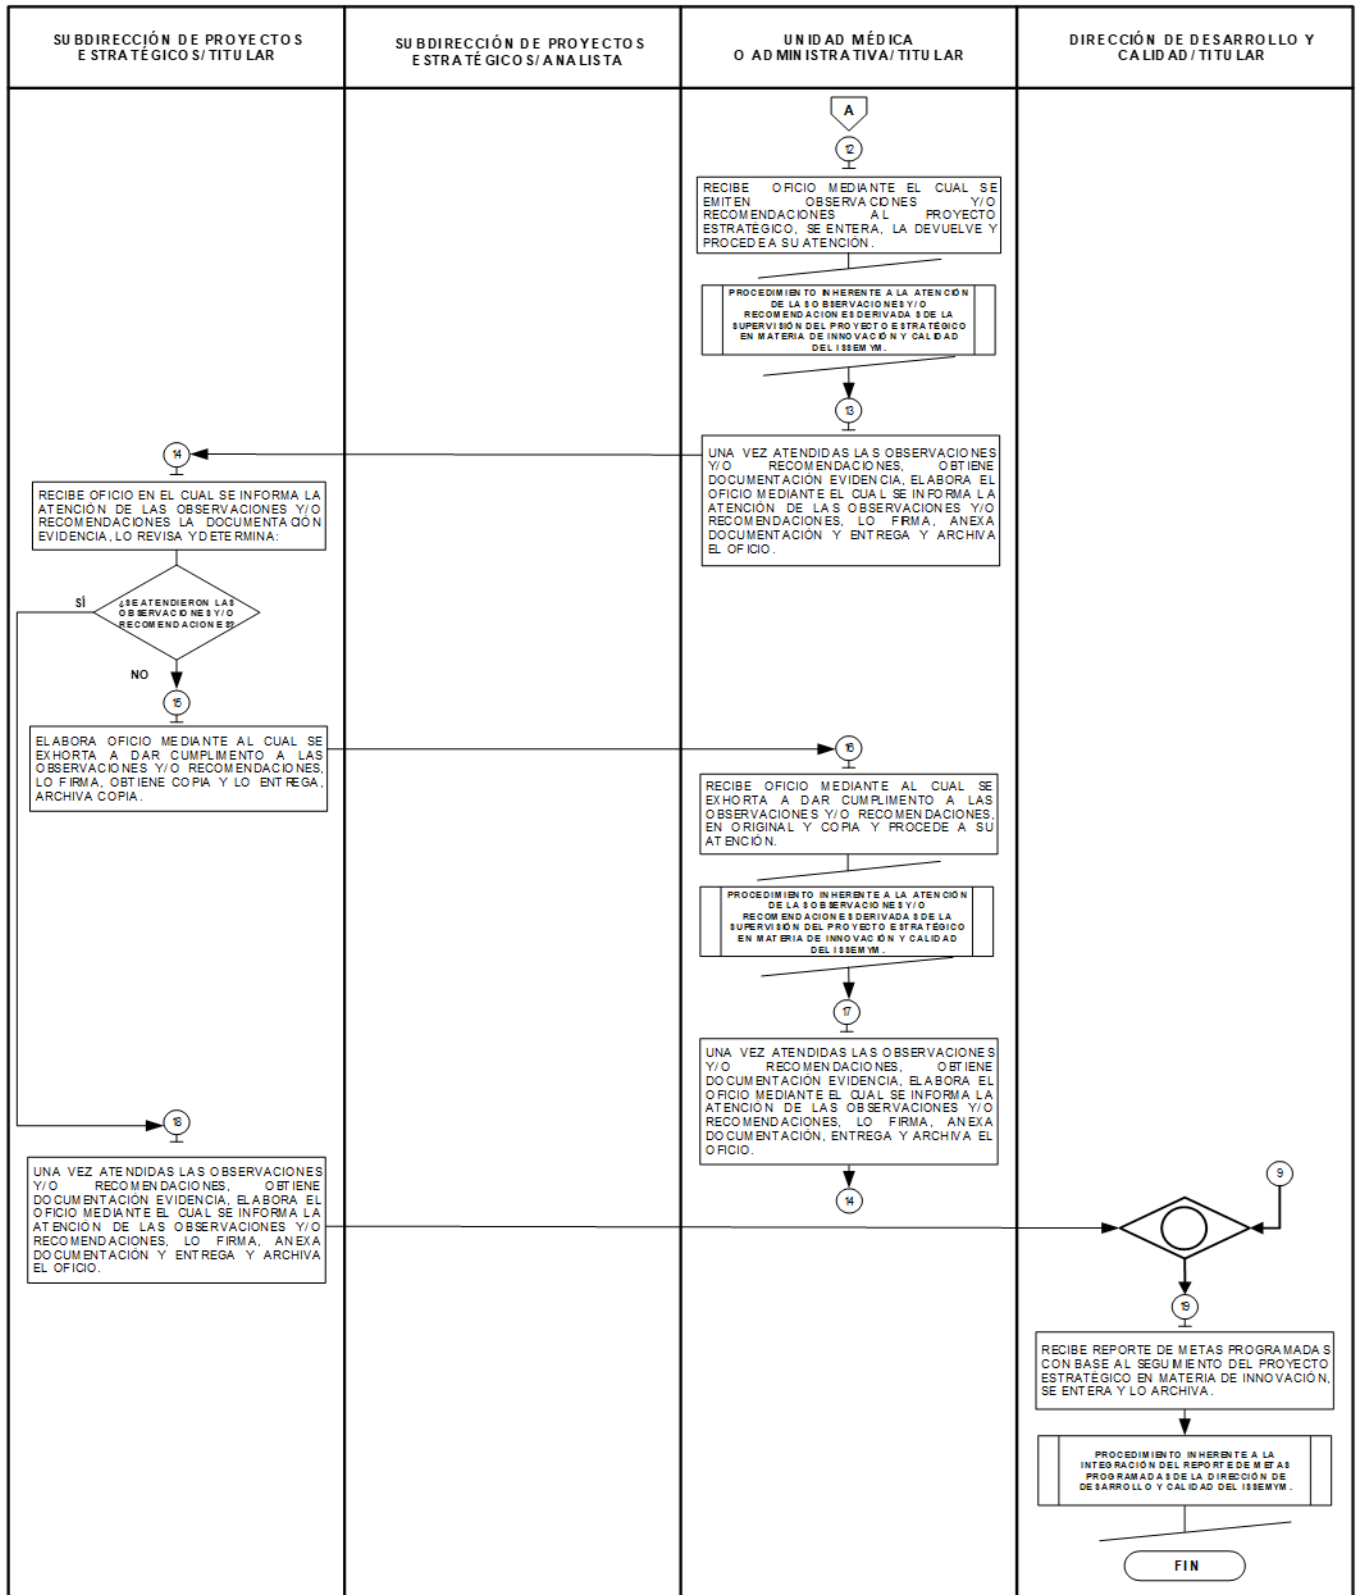 SUBDIRECCIÓN DE PROYECTOS
ESTRATÉGICOS/TITULAR
SUBDIRECCIÓN DE PROYECTOS
ESTRATÉGICOS/ANALISTA
UNIDAD MÉDICA
O ADMINISTRATIVA/TITULAR
DIRECCIÓN DE DESARROLLO Y
CALIDAD/TITULAR
A
12
RECIBE OFICIO MEDIANTE EL CUAL SE
EMITEN OBSERVACIONES Y/O
RECOMENDACIONES AL PROYECTO
ESTRATÉGICO, SE ENTERA, LA DEVUELVE Y
PROCEDE A SU ATENCIÓN.
PROCEDIMIENTO INHERENTE A LA ATENCIÓN
DE LAS OBSERVACIONES Y/O
RECOMENDACIONES DERIVADAS DE LA
SUPERVISIÓN DEL PROYECTO ESTRATÉGICO
EN MATERIA DE INNOVACIÓN Y CALIDAD
DEL ISSEMYM.
13
UNA VEZ ATENDIDAS LAS OBSERVACIONES
Y/O RECOMENDACIONES, OBTIENE
DOCUMENTACIÓN EVIDENCIA, ELABORA EL
OFICIO MEDIANTE EL CUAL SE INFORMA LA
ATENCIÓN DE LAS OBSERVACIONES Y/O
RECOMENDACIONES, LO FIRMA, ANEXA
DOCUMENTACIÓN Y ENTREGA Y ARCHIVA
EL OFICIO.
14
RECIBE OFICIO EN EL CUAL SE INFORMA LA
ATENCIÓN DE LAS OBSERVACIONES Y/O
RECOMENDACIONES LA DOCUMENTACIÓN
EVIDENCIA, LO REVISA Y DETERMINA:
¿SE ATENDIERON LAS
OBSERVACIONES Y/O
RECOMENDACIONES?
SÍ
NO
15
ELABORA OFICIO MEDIANTE AL CUAL SE
EXHORTA A DAR CUMPLIMENTO A LAS
OBSERVACIONES Y/O RECOMENDACIONES,
LO FIRMA, OBTIENE COPIA Y LO ENTREGA,
ARCHIVA COPIA.
16
RECIBE OFICIO MEDIANTE AL CUAL SE
EXHORTA A DAR CUMPLIMENTO A LAS
OBSERVACIONES Y/O RECOMENDACIONES,
EN ORIGINAL Y COPIA Y PROCEDE A SU
ATENCIÓN.
PROCEDIMIENTO INHERENTE A LA ATENCIÓN
DE LAS OBSERVACIONES Y/O
RECOMENDACIONES DERIVADAS DE LA
SUPERVISIÓN DEL PROYECTO ESTRATÉGICO
EN MATERIA DE INNOVACIÓN Y CALIDAD
DEL ISSEMYM.
17
UNA VEZ ATENDIDAS LAS OBSERVACIONES
Y/O RECOMENDACIONES, OBTIENE
DOCUMENTACIÓN EVIDENCIA, ELABORA EL
OFICIO MEDIANTE EL CUAL SE INFORMA LA
ATENCIÓN DE LAS OBSERVACIONES Y/O
RECOMENDACIONES, LO FIRMA, ANEXA
DOCUMENTACIÓN, ENTREGA Y ARCHIVA EL
OFICIO.
14
18
UNA VEZ ATENDIDAS LAS OBSERVACIONES
Y/O RECOMENDACIONES, OBTIENE
DOCUMENTACIÓN EVIDENCIA, ELABORA EL
OFICIO MEDIANTE EL CUAL SE INFORMA LA
ATENCIÓN DE LAS OBSERVACIONES Y/O
RECOMENDACIONES, LO FIRMA, ANEXA
DOCUMENTACIÓN Y ENTREGA Y ARCHIVA
EL OFICIO.
9
19
RECIBE REPORTE DE METAS PROGRAMADAS
CON BASE AL SEGUIMIENTO DEL PROYECTO
ESTRATÉGICO EN MATERIA DE INNOVACIÓN,
SE ENTERA Y LO ARCHIVA.
PROCEDIMIENTO INHERENTE A LA
INTEGRACIÓN DEL REPORTE DE METAS
PROGRAMADAS DE LA DIRECCIÓN DE
DESARROLLO Y CALIDAD DEL ISSEMYM.
FIN